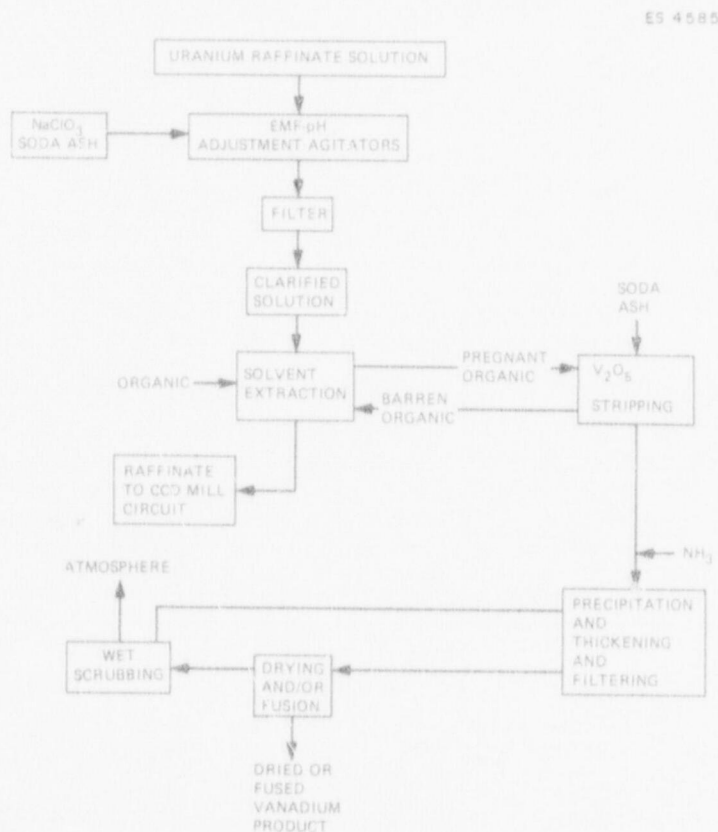 ES 4585
URANIUM RAFFINATE SOLUTION
NaClO3
SODA ASH
EMF-pH
ADJUSTMENT AGITATORS
FILTER
CLARIFIED
SOLUTION
SODA
ASH
ORGANIC
SOLVENT
EXTRACTION
PREGNANT
ORGANIC
BARREN
ORGANIC
V2O5
STRIPPING
RAFFINATE
TO CCD MILL
CIRCUIT
NH3
ATMOSPHERE
PRECIPITATION
AND
THICKENING
AND
FILTERING
WET
SCRUBBING
DRYING
AND/OR
FUSION
DRIED OR
FUSED
VANADIUM
PRODUCT